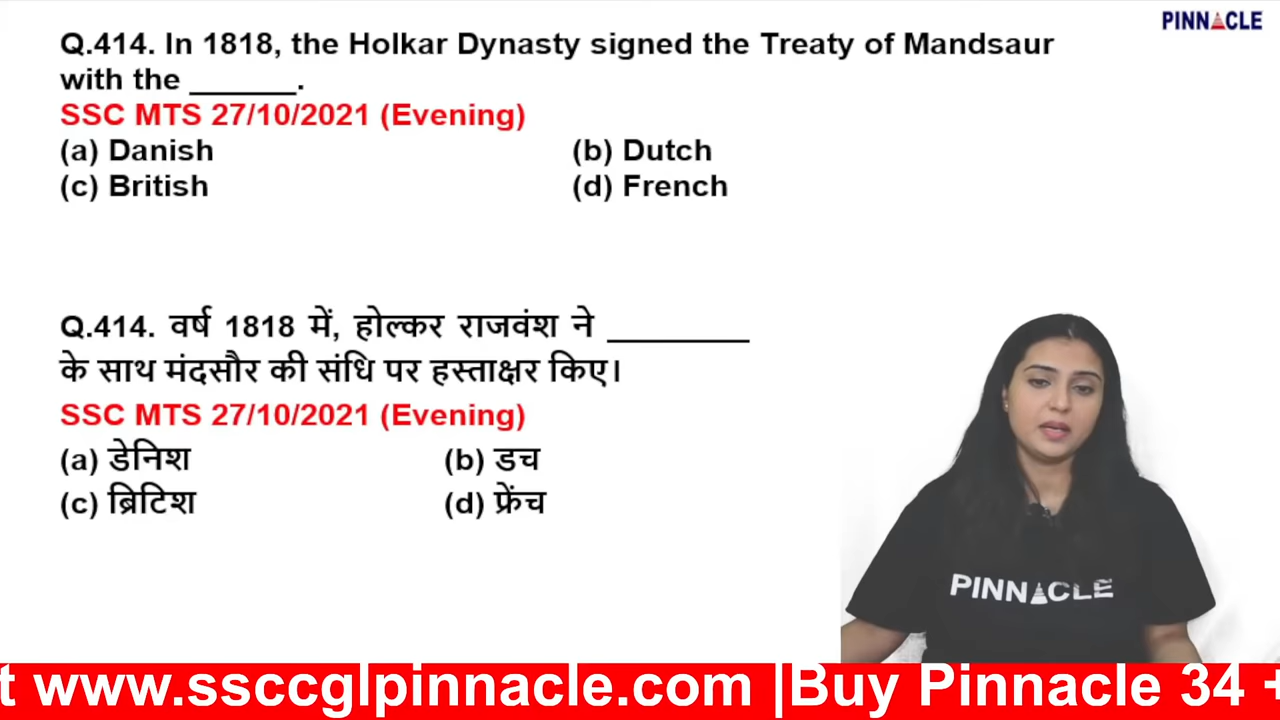 PINNACLE
Q.414. In 1818, the Holkar Dynasty signed the Treaty of Mandsaur
with the ______.
SSC MTS 27/10/2021 (Evening)
(a) Danish (b) Dutch
(c) British (d) French
Q.414. वर्ष 1818 में, होल्कर राजवंश ने ________
के साथ मंदसौर की संधि पर हस्ताक्षर किए।
SSC MTS 27/10/2021 (Evening)
(a) डेनिश (b) डच
(c) ब्रिटिश (d) फ्रेंच
PINNACLE
t www.ssccglpinnacle.com |Buy Pinnacle 34 +